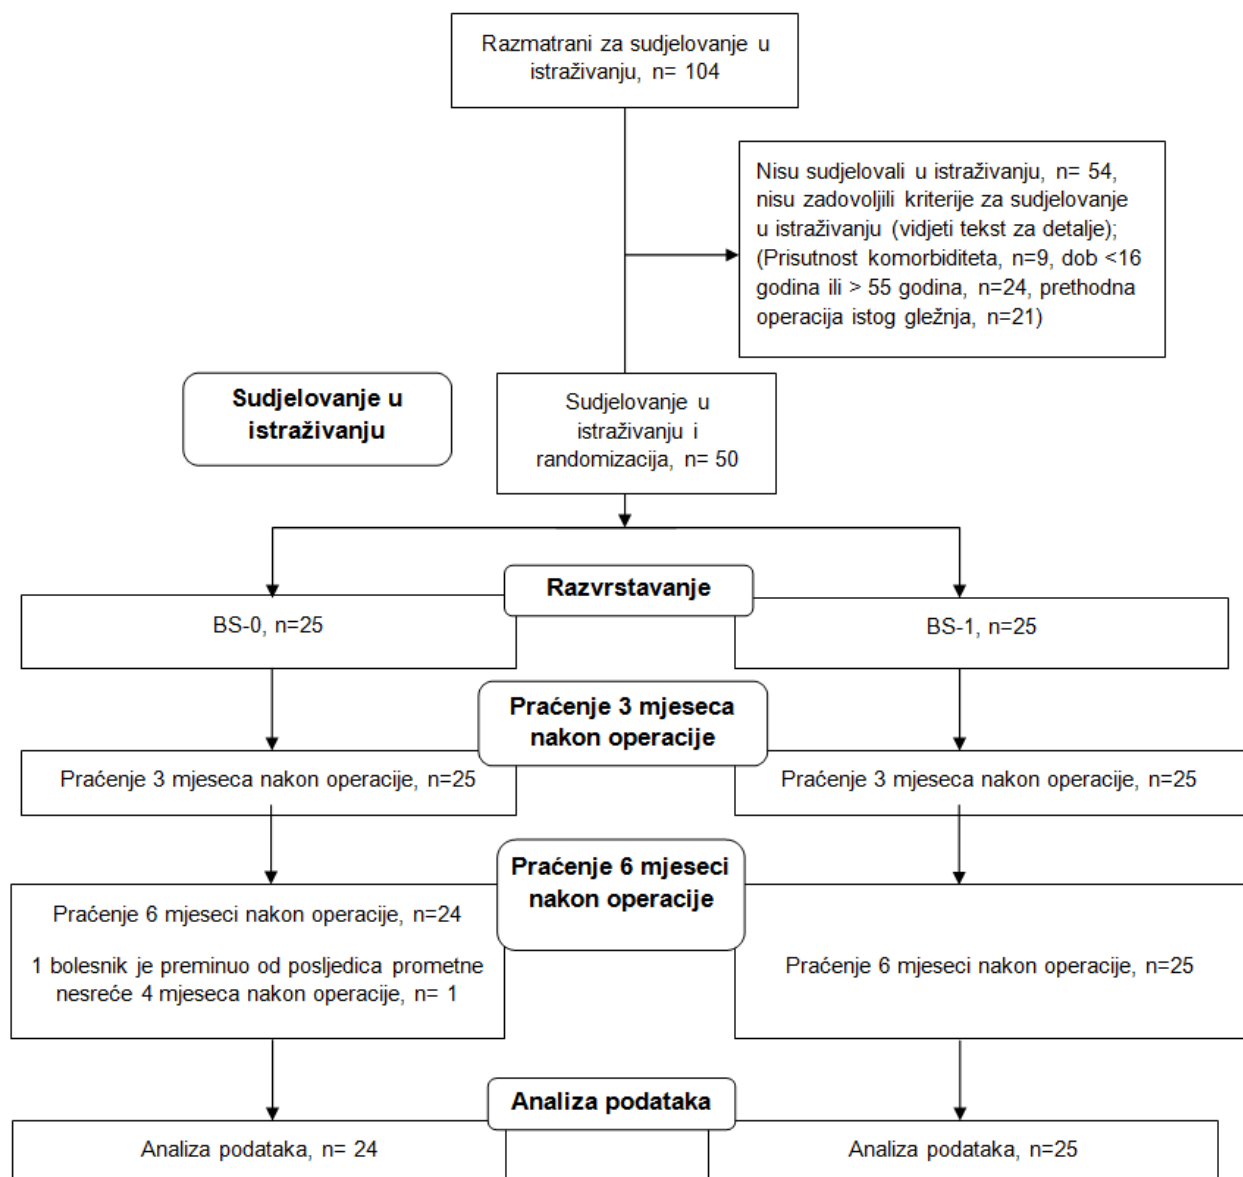 Razmatrani za sudjelovanje u
istraživanju, n= 104
Nisu sudjelovali u istraživanju, n= 54,
nisu zadovoljili kriterije za sudjelovanje
u istraživanju (vidjeti tekst za detalje);
(Prisutnost komorbiditeta, n=9, dob <16
godina ili > 55 godina, n=24, prethodna
operacija istog gležnja, n=21)
Sudjelovanje u
istraživanju
Sudjelovanje u
istraživanju i
randomizacija, n= 50
Razvrstavanje
BS-0, n=25
BS-1, n=25
Praćenje 3 mjeseca
nakon operacije
Praćenje 3 mjeseca nakon operacije, n=25
Praćenje 3 mjeseca nakon operacije, n=25
Praćenje 6 mjeseci
nakon operacije
Praćenje 6 mjeseci nakon operacije, n=24
1 bolesnik je preminuo od posljedica prometne
nesreće 4 mjeseca nakon operacije, n= 1
Praćenje 6 mjeseci nakon operacije, n=25
Analiza podataka
Analiza podataka, n= 24
Analiza podataka, n=25